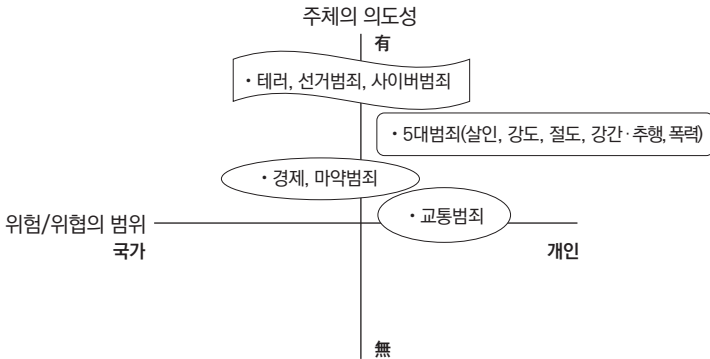 주체의 의도성
有
• 테러, 선거범죄, 사이버범죄
• 5대범죄(살인, 강도, 절도, 강간·추행, 폭력)
• 경제, 마약범죄
• 교통범죄
위험/위협의 범위
국가
개인
無